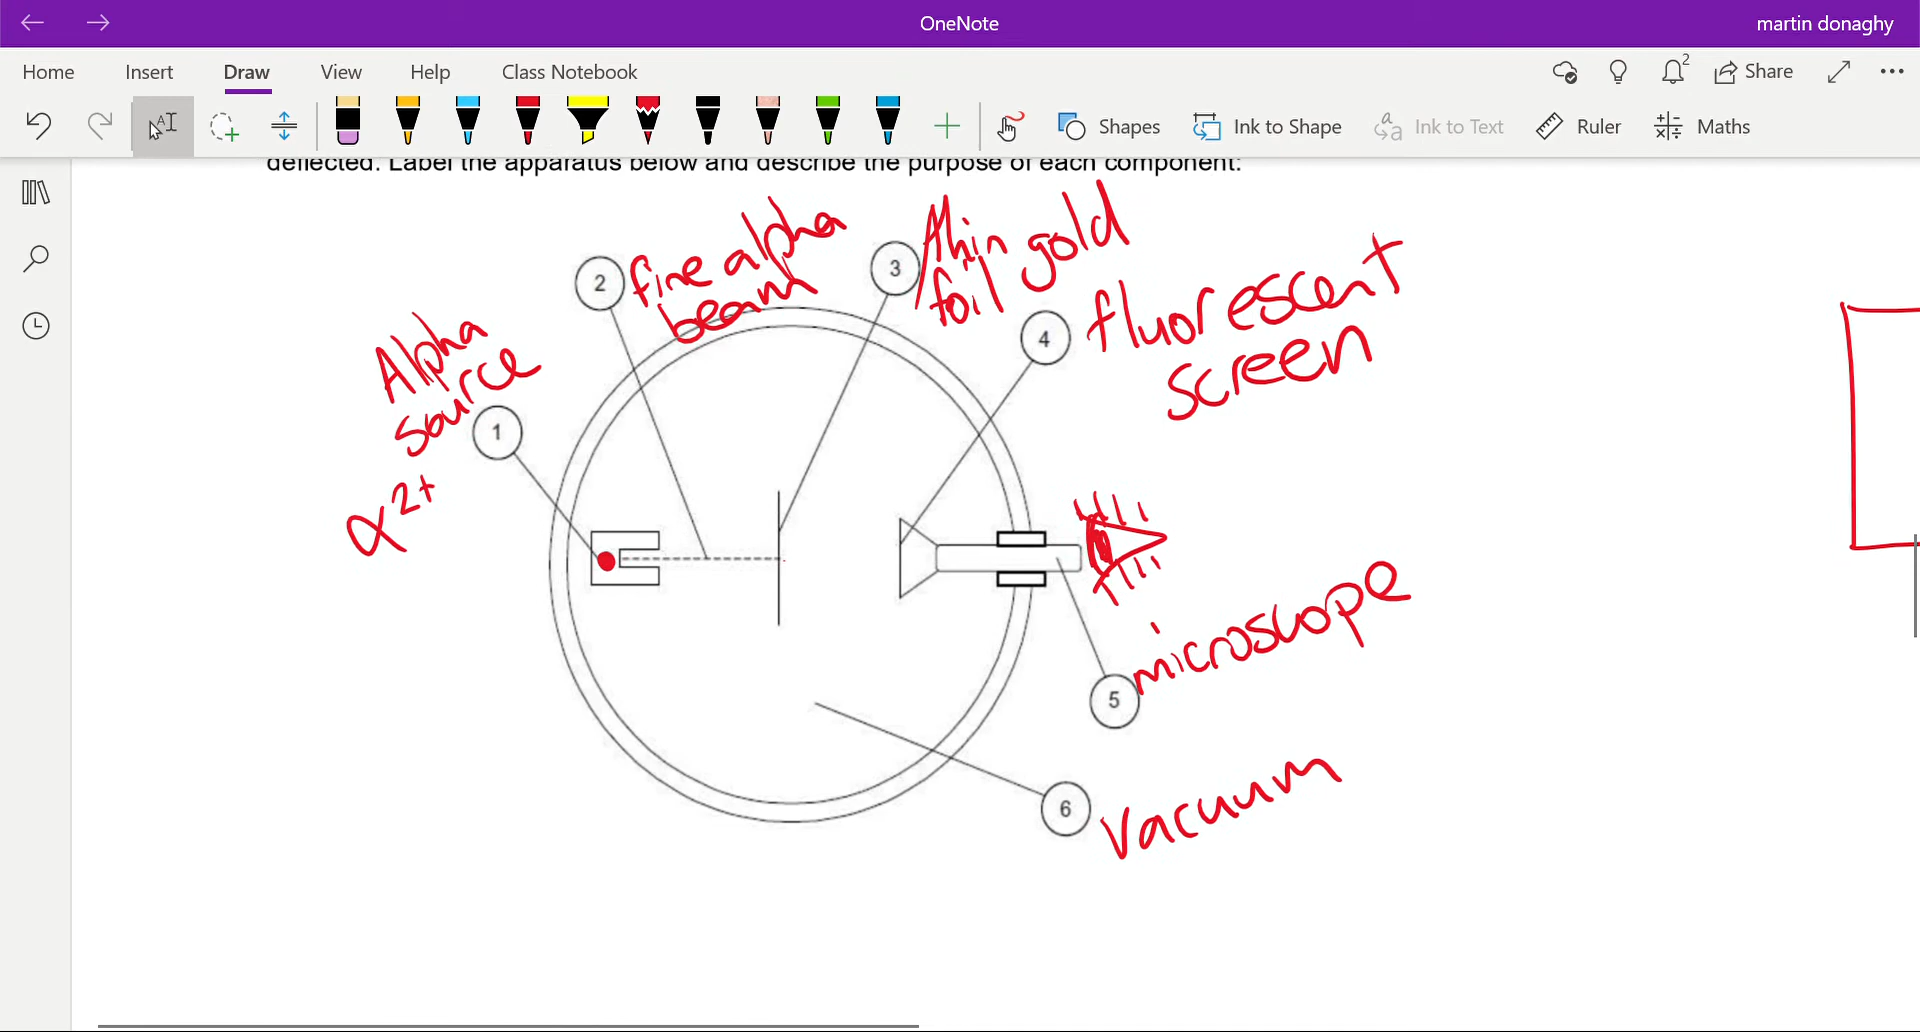 OneNote
martin donaghy
Home Insert Draw View Help Class Notebook
2 Share
Shapes Ink to Shape Ink to Text Ruler Maths
deflected. Label the apparatus below and describe the purpose of each component:
2 fine alpha
beam
3 thin gold
foil
4 fluorescent
screen
Alpha
source
1
α2+
5 microscope
6 Vacuum